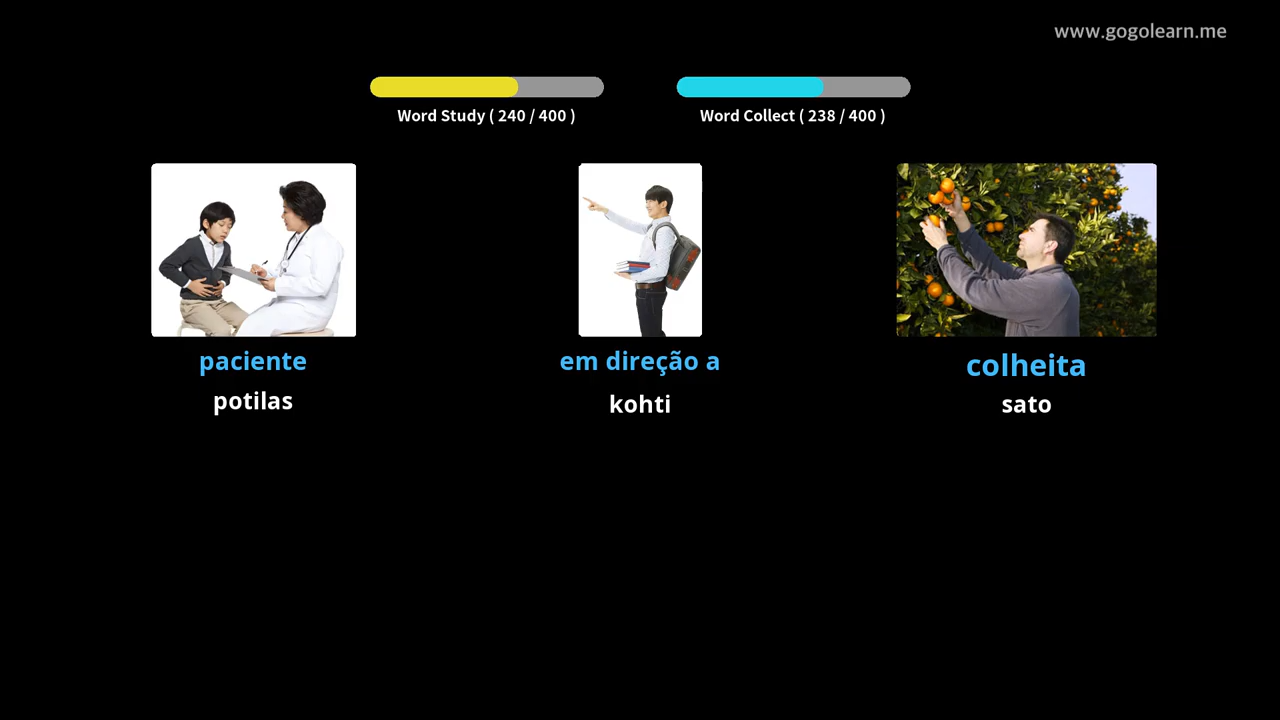 www.gogolearn.me
Word Study ( 240 / 400 )
Word Collect ( 238 / 400 )
paciente
em direção a
colheita
potilas
kohti
sato